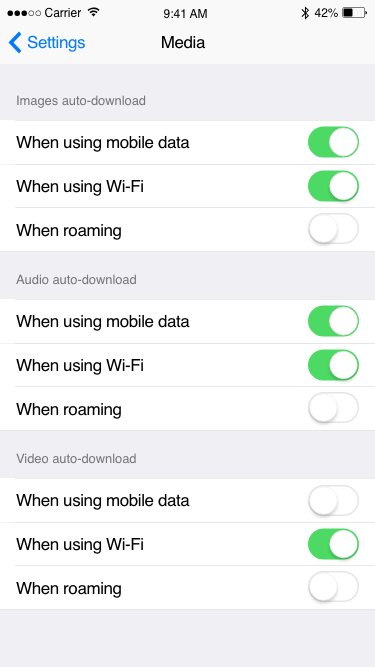 Carrier 9:41 AM 42%
Settings Media
Images auto-download
When using mobile data
When using Wi-Fi
When roaming
Audio auto-download
When using mobile data
When using Wi-Fi
When roaming
Video auto-download
When using mobile data
When using Wi-Fi
When roaming